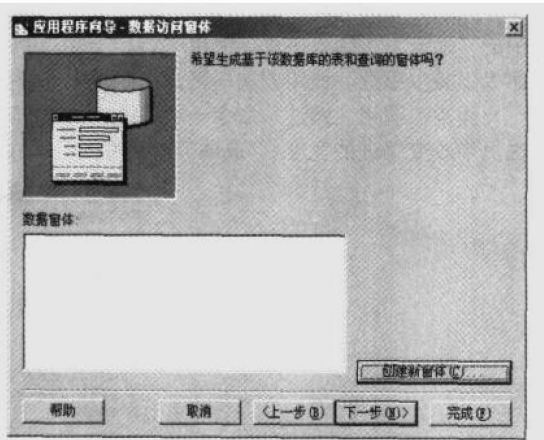 应用程序向导 - 数据访问窗体
希望生成基于该数据库的表和查询的窗体吗?
数据窗体:
创建新窗体(C)...
帮助
取消
<上一步(B)
下一步(N)>
完成(F)